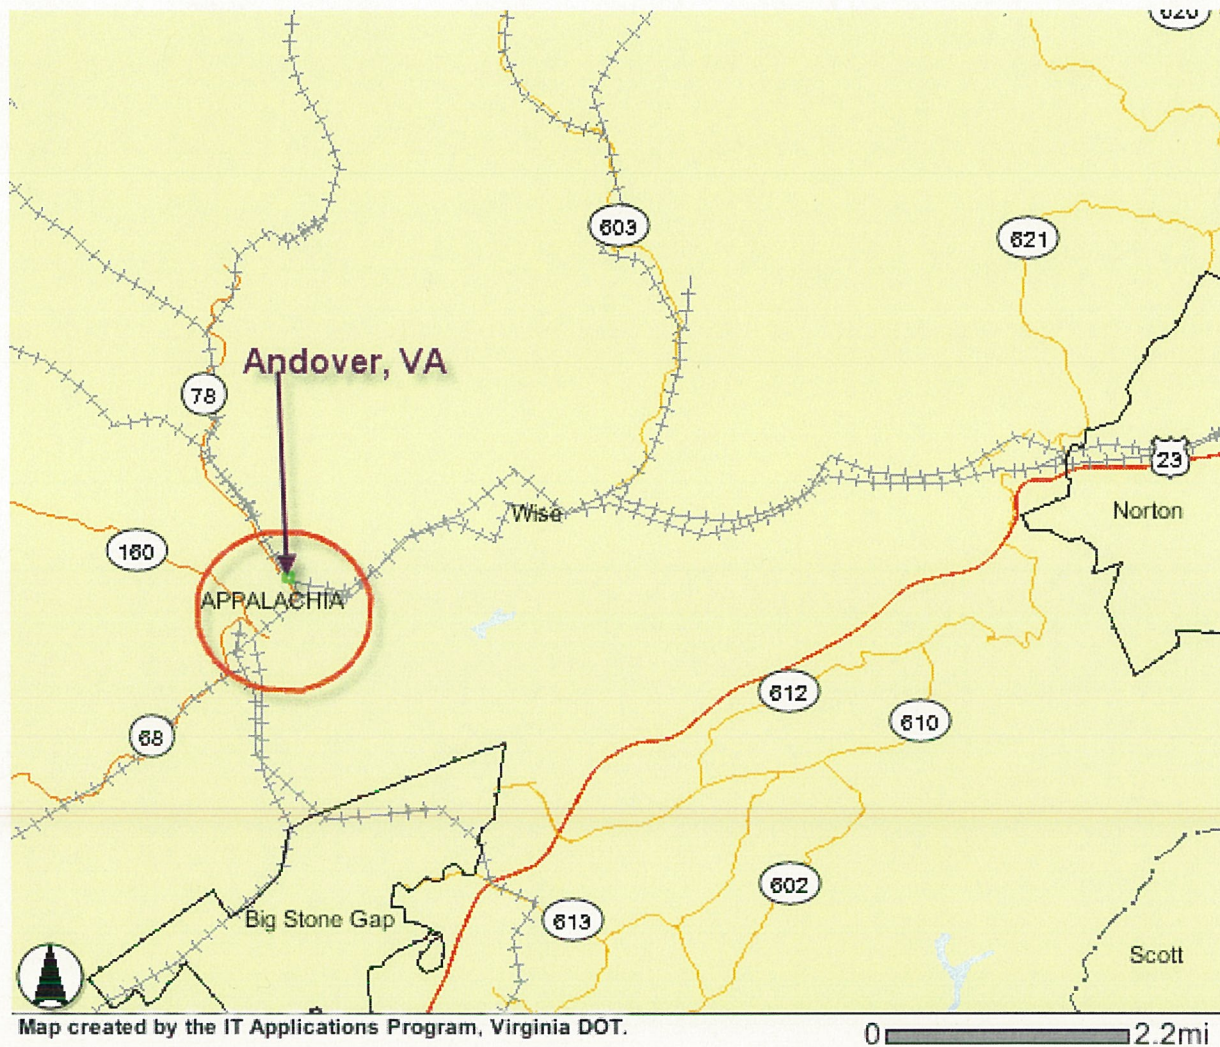 620
603
621
Andover, VA
78
23
Wise
Norton
160
APPALACHIA
612
610
68
602
Big Stone Gap
613
Scott
Map created by the IT Applications Program, Virginia DOT.
0 2.2mi